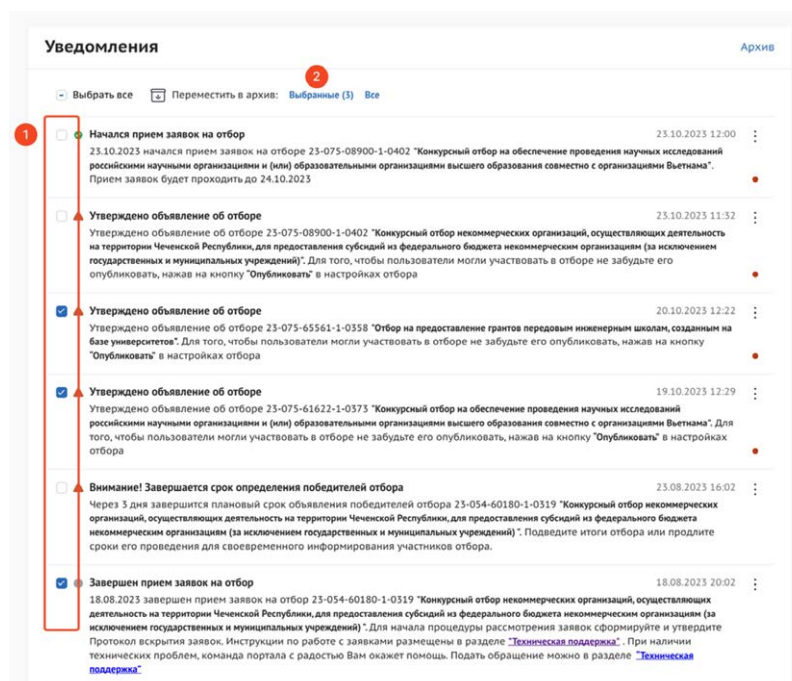 Уведомления
Архив
2
Выбрать все Переместить в архив: Выбранные (3) Все
1
Начался прием заявок на отбор 23.10.2023 12:00
23.10.2023 начался прием заявок на отборе 23-075-08900-1-0402 "Конкурсный отбор на обеспечение проведения научных исследований
российскими научными организациями и (или) образовательными организациями высшего образования совместно с организациями Вьетнама".
Прием заявок будет проходить до 24.10.2023
Утверждено объявление об отборе 23.10.2023 11:32
Утверждено объявление об отборе 23-075-08900-1-0402 "Конкурсный отбор некоммерческих организаций, осуществляющих деятельность
на территории Чеченской Республики, для предоставления субсидий из федерального бюджета некоммерческим организациям (за исключением
государственных и муниципальных учреждений)". Для того, чтобы пользователи могли участвовать в отборе не забудьте его
опубликовать, нажав на кнопку "Опубликовать" в настройках отбора
Утверждено объявление об отборе 20.10.2023 12:22
Утверждено объявление об отборе 23-075-65561-1-0358 "Отбор на предоставление грантов передовым инженерным школам, созданным на
базе университетов". Для того, чтобы пользователи могли участвовать в отборе не забудьте его опубликовать, нажав на кнопку
"Опубликовать" в настройках отбора
Утверждено объявление об отборе 19.10.2023 12:29
Утверждено объявление об отборе 23-075-61622-1-0373 "Конкурсный отбор на обеспечение проведения научных исследований
российскими научными организациями и (или) образовательными организациями высшего образования совместно с организациями Вьетнама". Для
того, чтобы пользователи могли участвовать в отборе не забудьте его опубликовать, нажав на кнопку "Опубликовать" в настройках
отбора
Внимание! Завершается срок определения победителей отбора 23.08.2023 16:02
Через 3 дня завершится плановый срок объявления победителей отбора 23-054-60180-1-0319 "Конкурсный отбор некоммерческих
организаций, осуществляющих деятельность на территории Чеченской Республики, для предоставления субсидий из федерального бюджета
некоммерческим организациям (за исключением государственных и муниципальных учреждений)". Подведите итоги отбора или продлите
сроки его проведения для своевременного информирования участников отбора.
Завершен прием заявок на отбор 18.08.2023 20:02
18.08.2023 завершен прием заявок на отбор 23-054-60180-1-0319 "Конкурсный отбор некоммерческих организаций, осуществляющих
деятельность на территории Чеченской Республики, для предоставления субсидий из федерального бюджета некоммерческим организациям (за
исключением государственных и муниципальных учреждений)". Для начала процедуры рассмотрения заявок сформируйте и утвердите
Протокол вскрытия заявок. Инструкции по работе с заявками размещены в разделе "Техническая поддержка" . При наличии
технических проблем, команда портала с радостью Вам окажет помощь. Подать обращение можно в разделе "Техническая
поддержка"